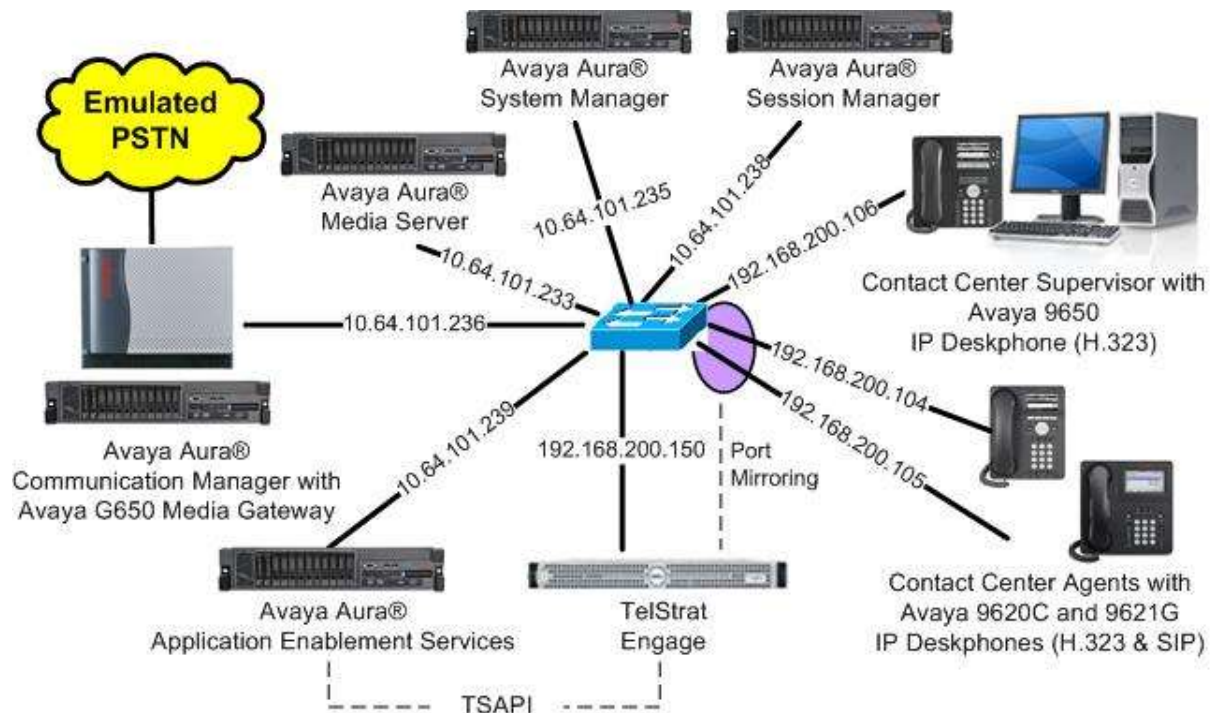 Emulated
PSTN
Avaya Aura®
System Manager
Avaya Aura®
Session Manager
Avaya Aura®
Media Server
10.64.101.235
10.64.101.238
192.168.200.106
10.64.101.233
10.64.101.236
Contact Center Supervisor with
Avaya 9650
IP Deskphone (H.323)
192.168.200.104
192.168.200.105
10.64.101.239
192.168.200.150
Port
Mirroring
Avaya Aura®
Communication Manager with
Avaya G650 Media Gateway
Avaya Aura®
Application Enablement Services
TelStrat
Engage
Contact Center Agents with
Avaya 9620C and 9621G
IP Deskphones (H.323 & SIP)
TSAPI